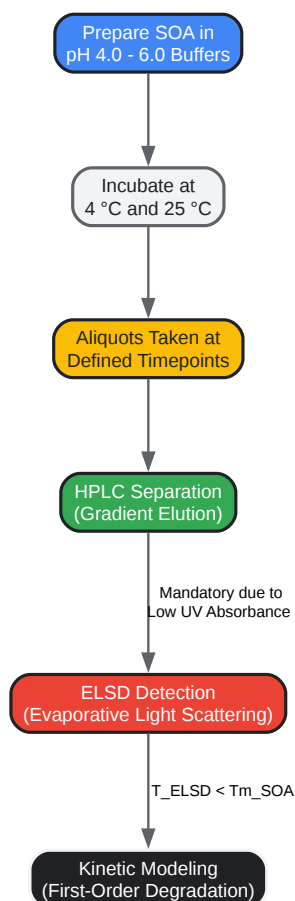 Prepare SOA in
pH 4.0 - 6.0 Buffers
Incubate at
4 °C and 25 °C
Aliquots Taken at
Defined Timepoints
HPLC Separation
(Gradient Elution)
Mandatory due to
Low UV Absorbance
ELSD Detection
(Evaporative Light Scattering)
T_ELSD < Tm_SOA
Kinetic Modeling
(First-Order Degradation)